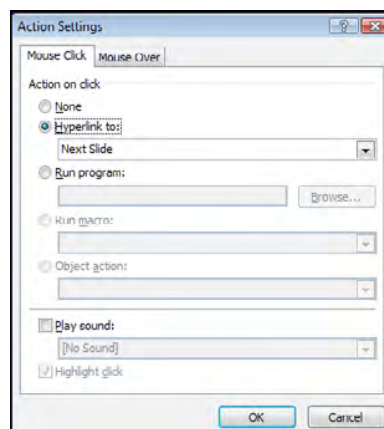 Action Settings
Mouse Click Mouse Over
Action on click
None
Hyperlink to:
Next Slide
Run program:
Browse...
Run macro:
Object action:
Play sound:
[No Sound]
Highlight click
OK Cancel